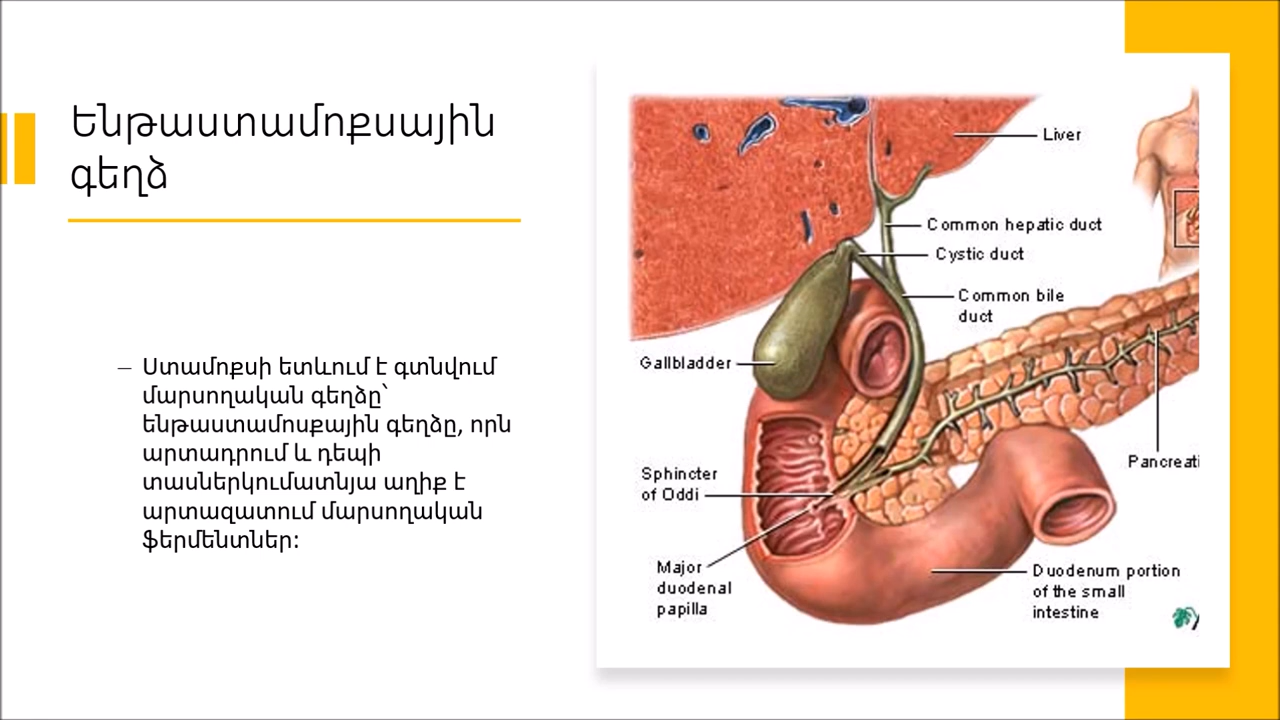 Ենթաստամոքսային
գեղձ
– Ստամոքսի ետևում է գտնվում
մարսողական գեղձը՝
ենթաստամոսքային գեղձը, որն
արտադրում և դեպի
տասներկումատնյա աղիք է
արտազատում մարսողական
ֆերմենտներ:
Liver
Common hepatic duct
Cystic duct
Common bile
duct
Gallbladder
Pancreati
Sphincter
of Oddi
Major
duodenal
papilla
Duodenum portion
of the small
intestine